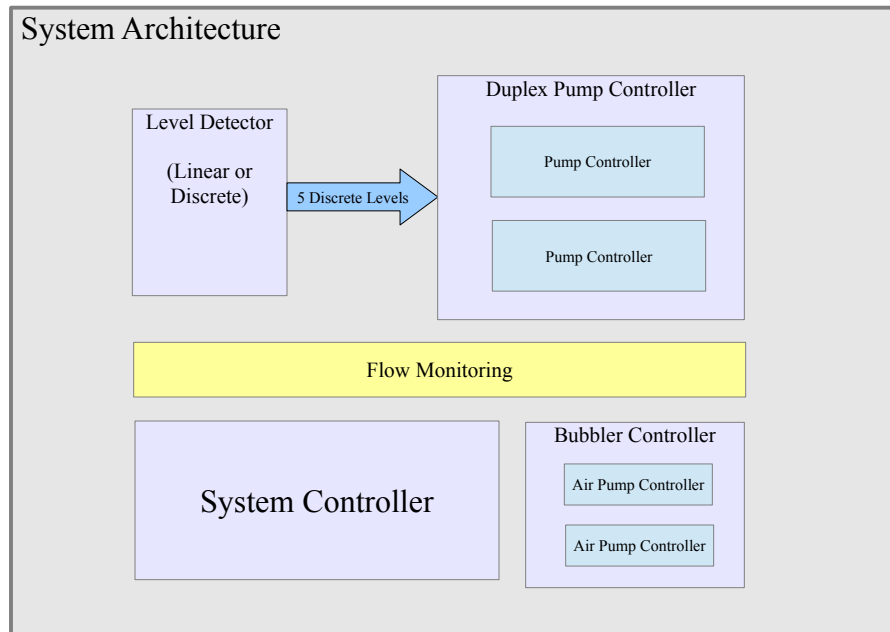 System Architecture
Level Detector
(Linear or
Discrete)
5 Discrete Levels
Duplex Pump Controller
Pump Controller
Pump Controller
Flow Monitoring
System Controller
Bubbler Controller
Air Pump Controller
Air Pump Controller